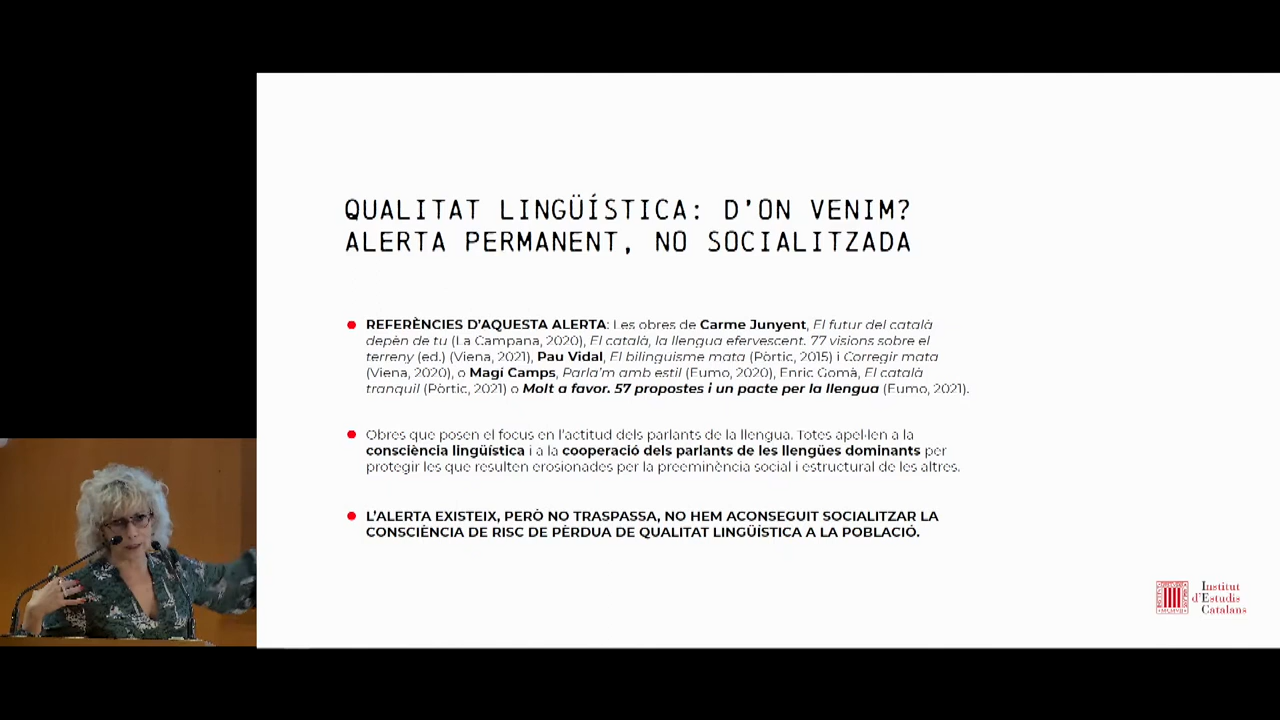 QUALITAT LINGÜÍSTICA: D'ON VENIM?
ALERTA PERMANENT, NO SOCIALITZADA
REFERÈNCIES D'AQUESTA ALERTA: Les obres de Carme Junyent, El futur del català
depèn de tu (La Campana, 2020), El català, la llengua efervescent. 77 visions sobre el
terreny (ed.) (Viena, 2021), Pau Vidal, El bilinguisme mata (Pòrtic, 2015) i Corregir mata
(Viena, 2020), o Magí Camps, Parla'm amb estil (Eumo, 2020), Enric Gomà, El català
tranquil (Pòrtic, 2021) o Molt a favor. 57 propostes i un pacte per la llengua (Eumo, 2021).
Obres que posen el focus en l'actitud dels parlants de la llengua. Totes apel·len a la
consciència lingüística i a la cooperació dels parlants de les llengües dominants per
protegir les que resulten erosionades per la preeminència social i estructural de les altres.
L'ALERTA EXISTEIX, PERÒ NO TRASPASSA, NO HEM ACONSEGUIT SOCIALITZAR LA
CONSCIÈNCIA DE RISC DE PÈRDUA DE QUALITAT LINGÜÍSTICA A LA POBLACIÓ.
Institut
d'Estudis
Catalans